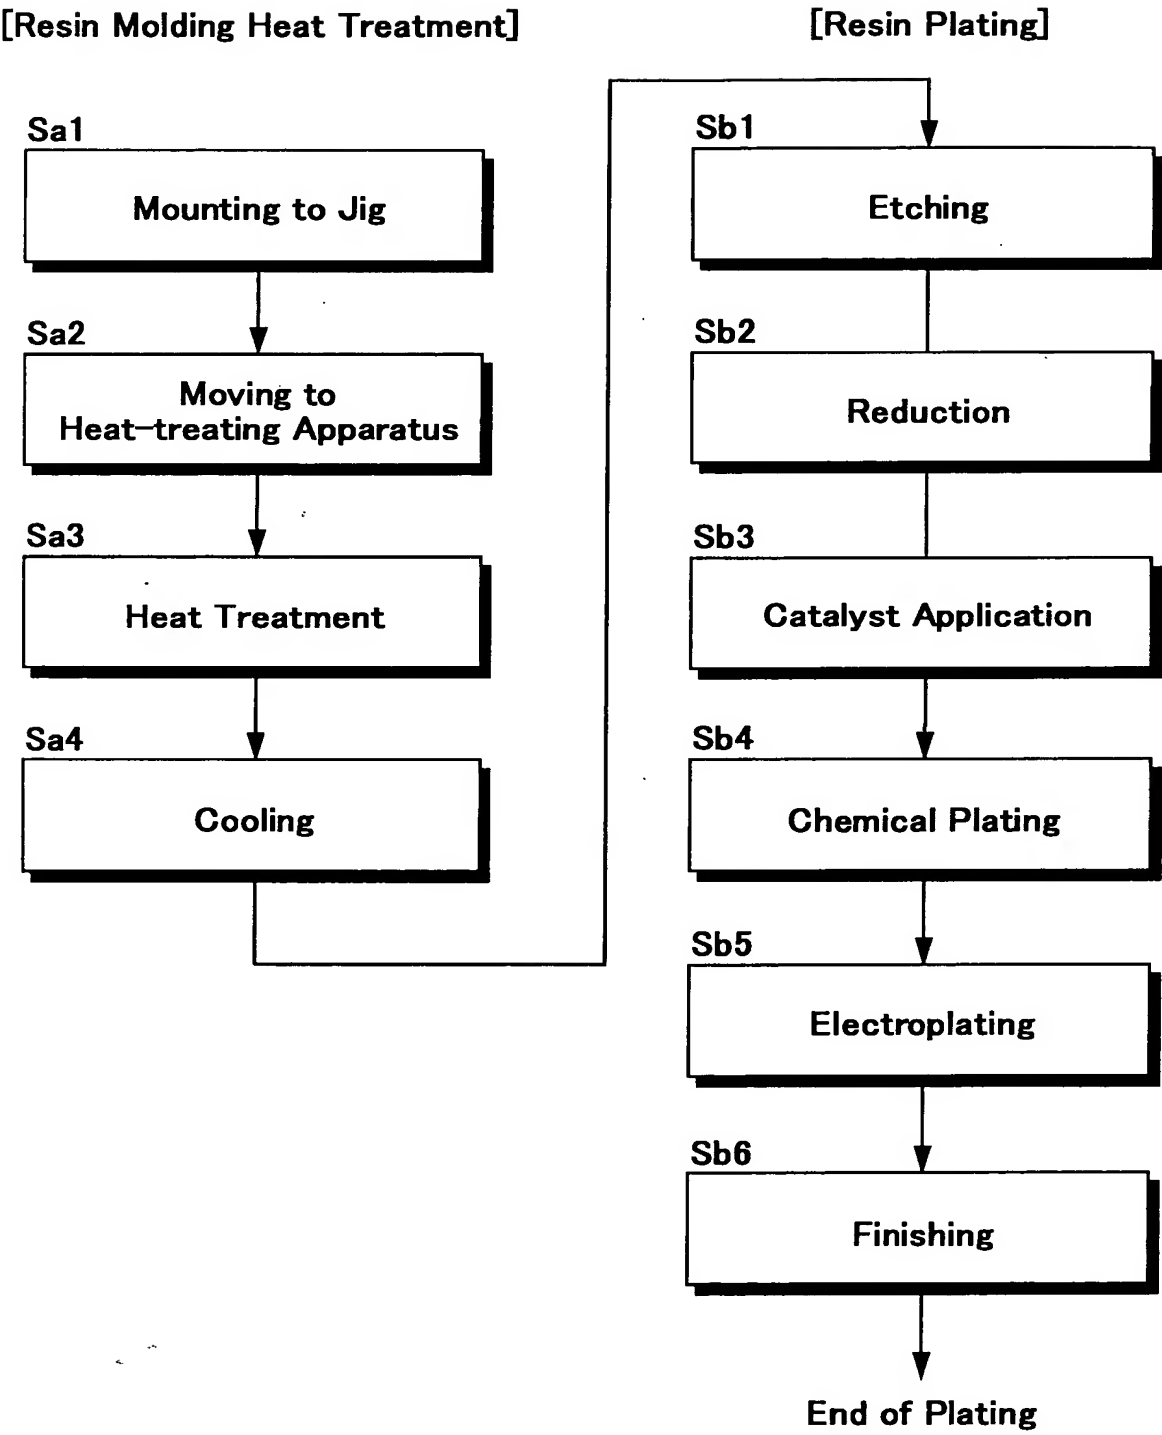 [Resin Molding Heat Treatment]
Sa1
Mounting to Jig
Sa2
Moving to
Heat-treating Apparatus
Sa3
Heat Treatment
Sa4
Cooling
[Resin Plating]
Sb1
Etching
Sb2
Reduction
Sb3
Catalyst Application
Sb4
Chemical Plating
Sb5
Electroplating
Sb6
Finishing
End of Plating